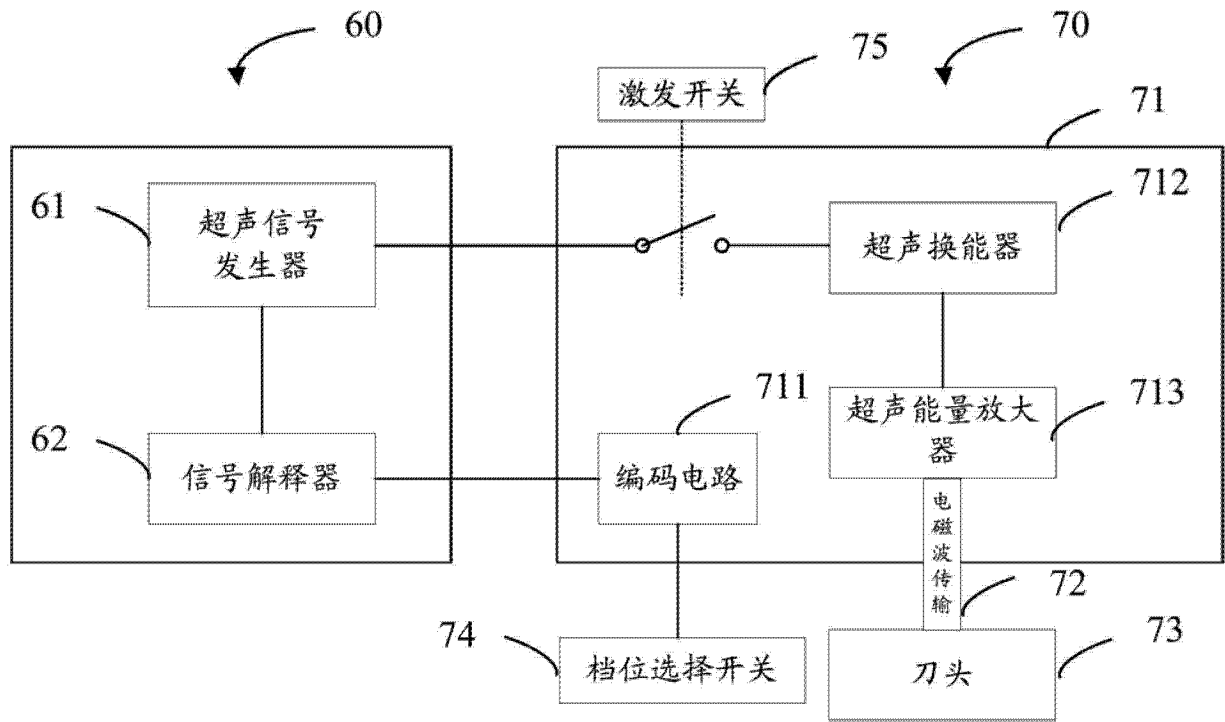 60
75
70
激发开关
71
61
超声信号
发生器
712
超声换能器
62
信号解释器
711
编码电路
超声能量放大
器
713
电
磁
波
传
输
72
74
档位选择开关
刀头
73